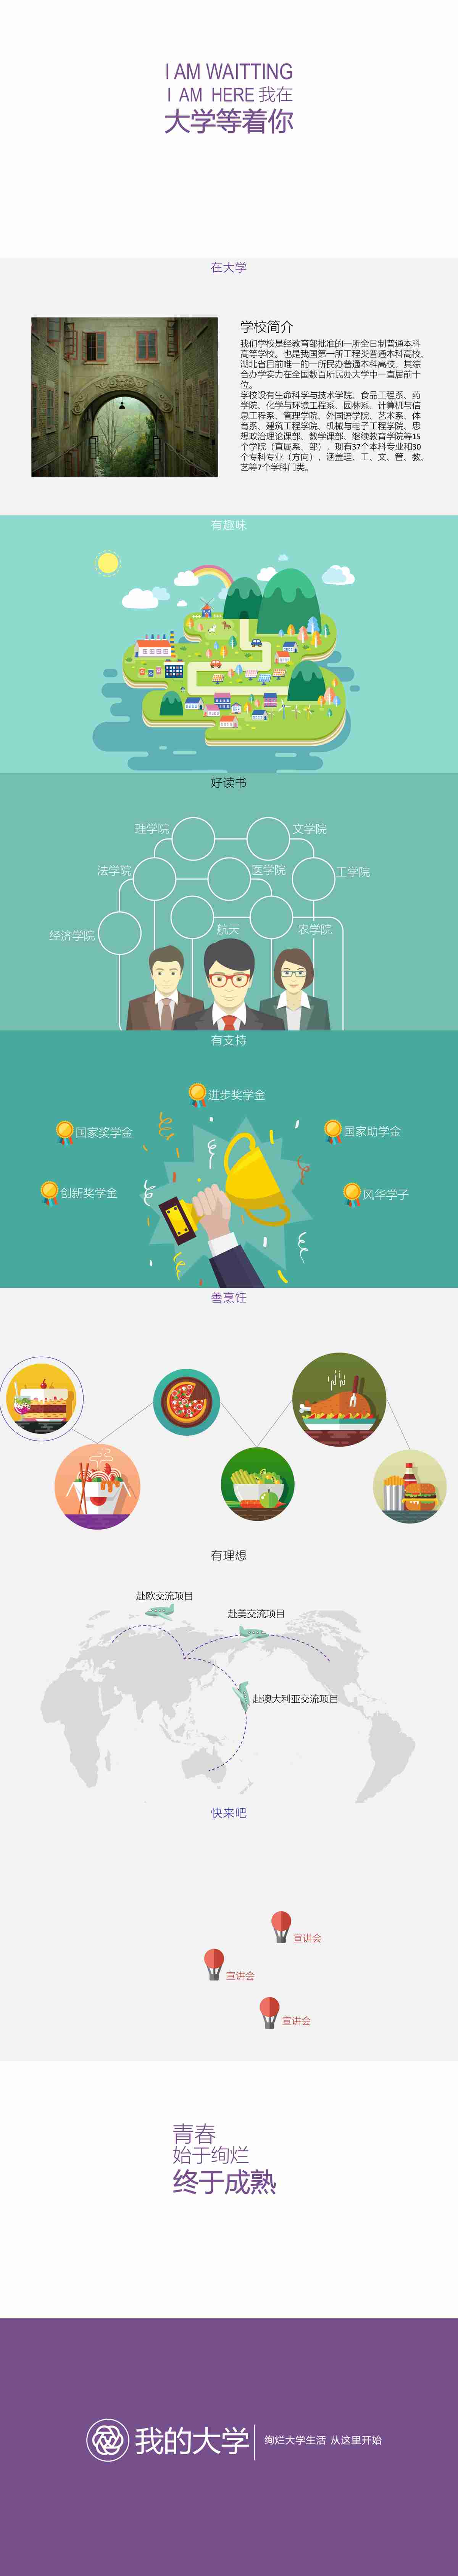 I AM WAITTING
I AM HERE 我在
大学等着你
在大学
学校简介
我们学校是经教育部批准的一所全日制普通本科
高等学校。也是我国第一所工程类普通本科高校、
湖北省目前唯一的一所民办普通本科高校，其综
合办学实力在全国数百所民办大学中一直居前十
位。
学校设有生命科学与技术学院、食品工程系、药
学院、化学与环境工程系、园林系、计算机与信
息工程系、管理学院、外国语学院、艺术系、体
育系、建筑工程学院、机械与电子工程学院、思
想政治理论课部、数学课部、继续教育学院等15
个学院（直属系、部），现有37个本科专业和30
个专科专业（方向），涵盖理、工、文、管、教、
艺等7个学科门类。
有趣味
好读书
理学院
文学院
法学院
医学院
工学院
经济学院
航天
农学院
有支持
进步奖学金
国家奖学金
国家助学金
创新奖学金
风华学子
善烹饪
有理想
赴欧交流项目
赴美交流项目
赴澳大利亚交流项目
快来吧
宣讲会
宣讲会
宣讲会
青春
始于绚烂
终于成熟
我的大学
绚烂大学生活 从这里开始